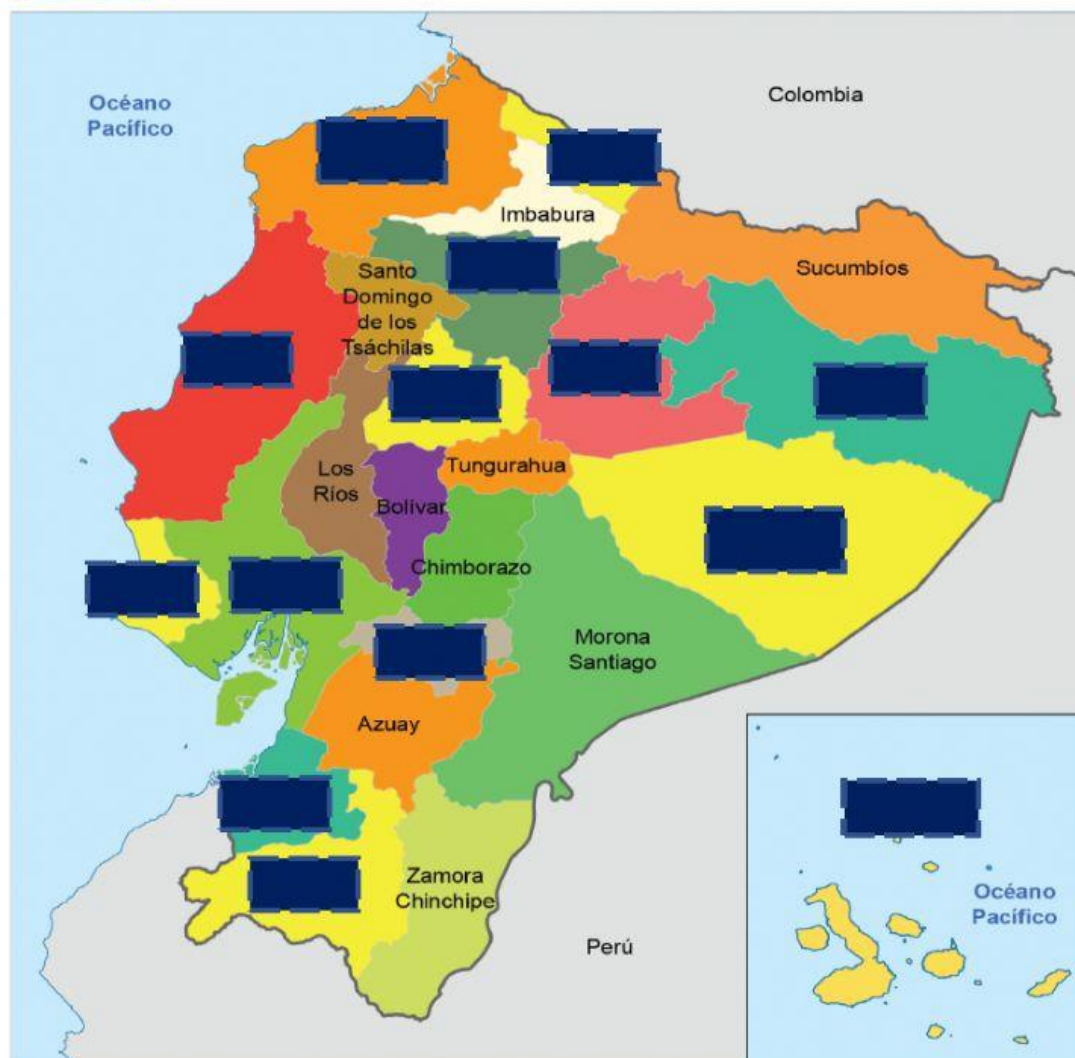 Océano
Pacífico
Colombia
Imbabura
Sucumbíos
Santo
Domingo
de los
Tsáchilas
Los
Ríos
Bolívar
Tungurahua
Chimborazo
Morona
Santiago
Azuay
Zamora
Chinchipe
Perú
Océano
Pacífico